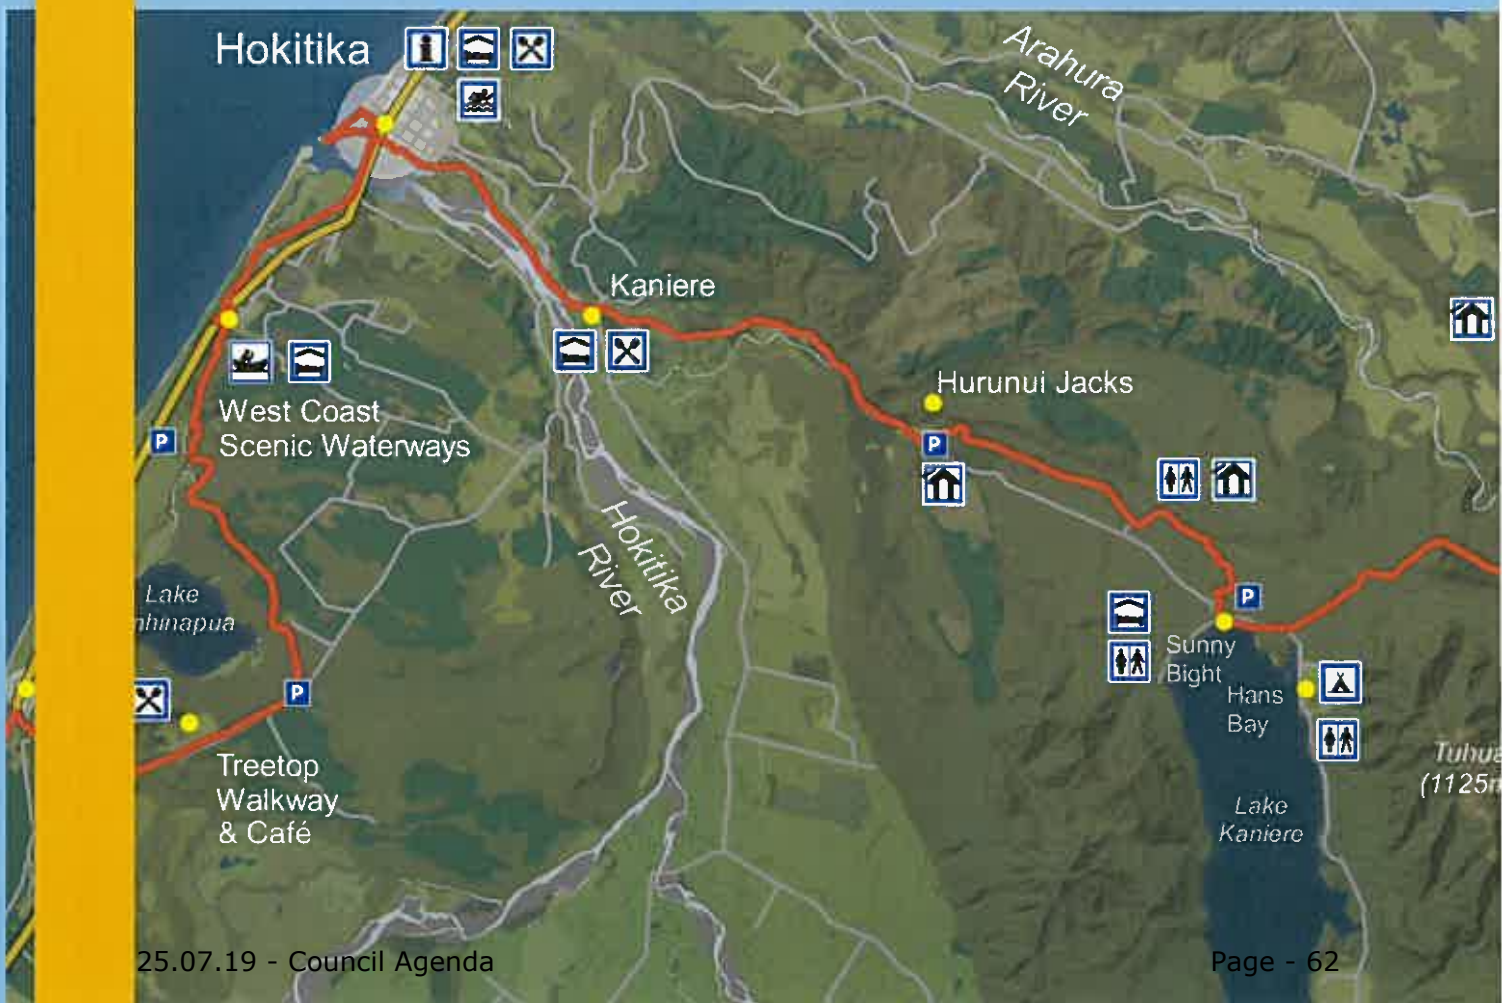 Hokitika
Arahura
River
Kaniere
Hurunui Jacks
P
West Coast
Scenic Waterways
P
Hokitika
River
P
Lake
Sunny
Bight
Hans
Bay
P
Treetop
Walkway
& Café
Lake
Kaniere
25.07.19 - Council Agenda
Page - 62